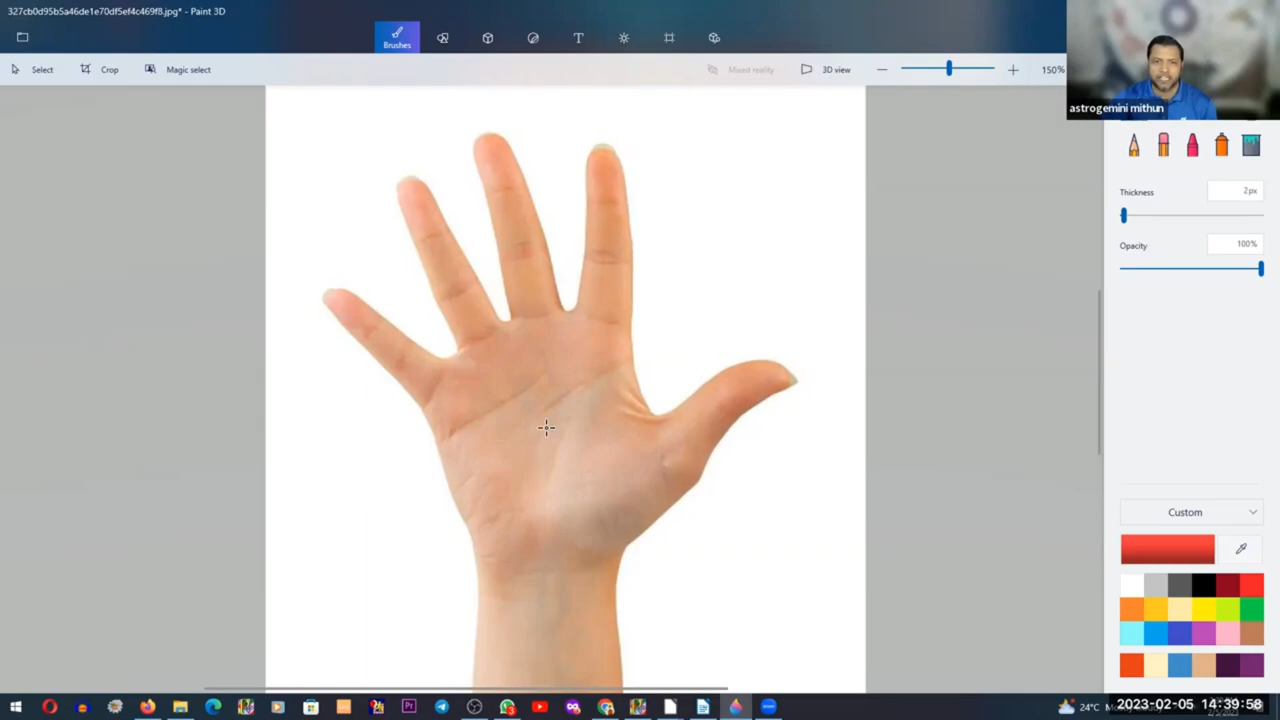 327cb0d95b5a46de1e70df5ef4c469f8.jpg* - Paint 3D
Brushes
Select
Crop
Magic select
Mixed reality
3D view
150%
astrogemini mithun
Thickness
2px
Opacity
100%
Custom
24°C
2023-02-05 14:39:58